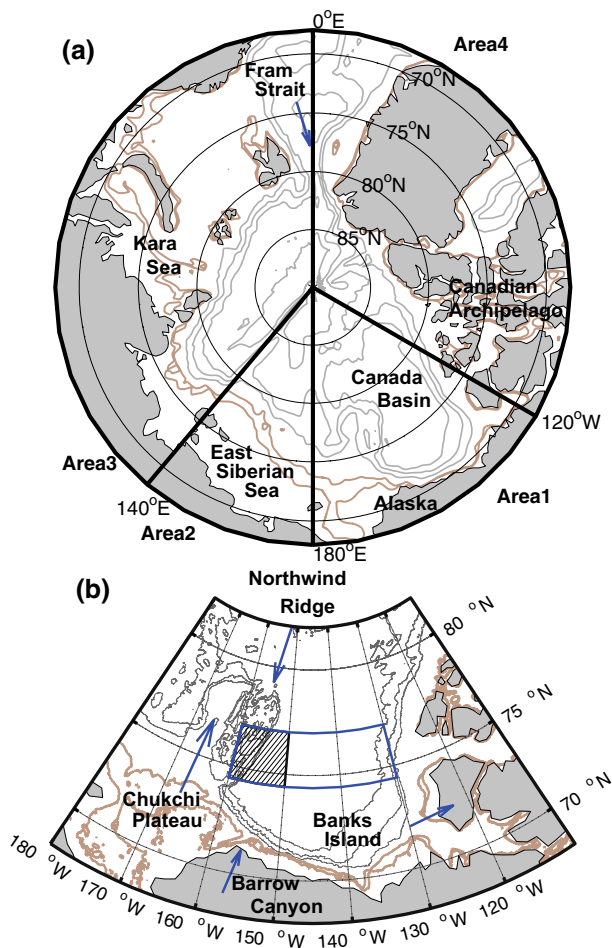 0°E
(a)
Area4
Fram
Strait
70°N
75°N
80°N
85°N
Kara
Sea
Canadian
Archipelago
Canada
Basin
120°W
East
Siberian
Sea
Area3
140°E
Area2
Alaska
Area1
180°E
(b)
Northwind
Ridge
80 °N
75 °N
70 °N
Chukchi
Plateau
Banks
Island
Barrow
Canyon
180 °W
170 °W
160 °W
150 °W
140 °W
130 °W
120 °W